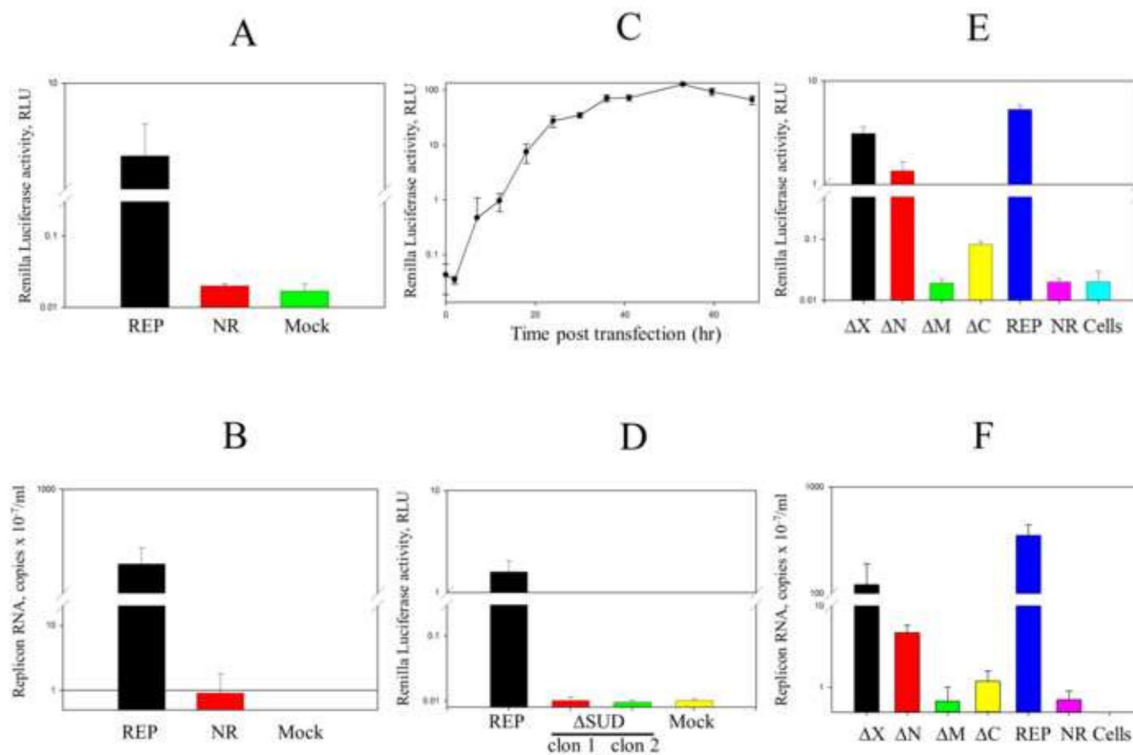 A
Renilla Luciferase activity, RLU
10
0.1
0.01
REP NR Mock
C
Renilla Luciferase activity, RLU
100
10
1
0.1
0 20 40 60
Time post transfection (hr)
E
Renilla Luciferase activity, RLU
10
1
0.1
0.01
ΔX ΔN ΔM ΔC REP NR Cells
B
Replicon RNA, copies x 10⁻⁷/ml
1000
10
1
REP NR Mock
D
Renilla Luciferase activity, RLU
10
1
0.1
0.01
REP ΔSUD Mock
clon 1 clon 2
F
Replicon RNA, copies x 10⁻⁷/ml
1000
100
10
1
ΔX ΔN ΔM ΔC REP NR Cells